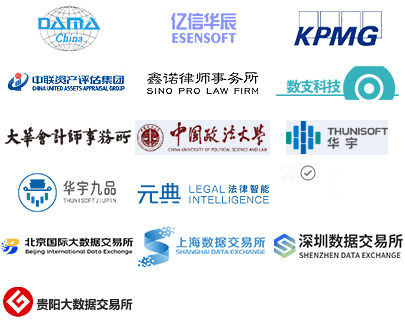 DAMA
China
亿信华辰
ESENSOFT
KPMG
中联资产评估集团
CHINA UNITED ASSETS APPRAISAL GROUP
鑫诺律师事务所
SINO PRO LAW FIRM
数支科技
大华会计师事务所
中国政法大学
CHINA UNIVERSITY OF POLITICAL SCIENCE AND LAW
THUNISOFT
华宇
华宇九品
THUNISOFT JIUPIN
元典
LEGAL 法律智能
INTELLIGENCE
北京国际大数据交易所
Beijing International Data Exchange
上海数据交易所
SHANGHAI DATA EXCHANGE
深圳数据交易所
SHENZHEN DATA EXCHANGE
贵阳大数据交易所